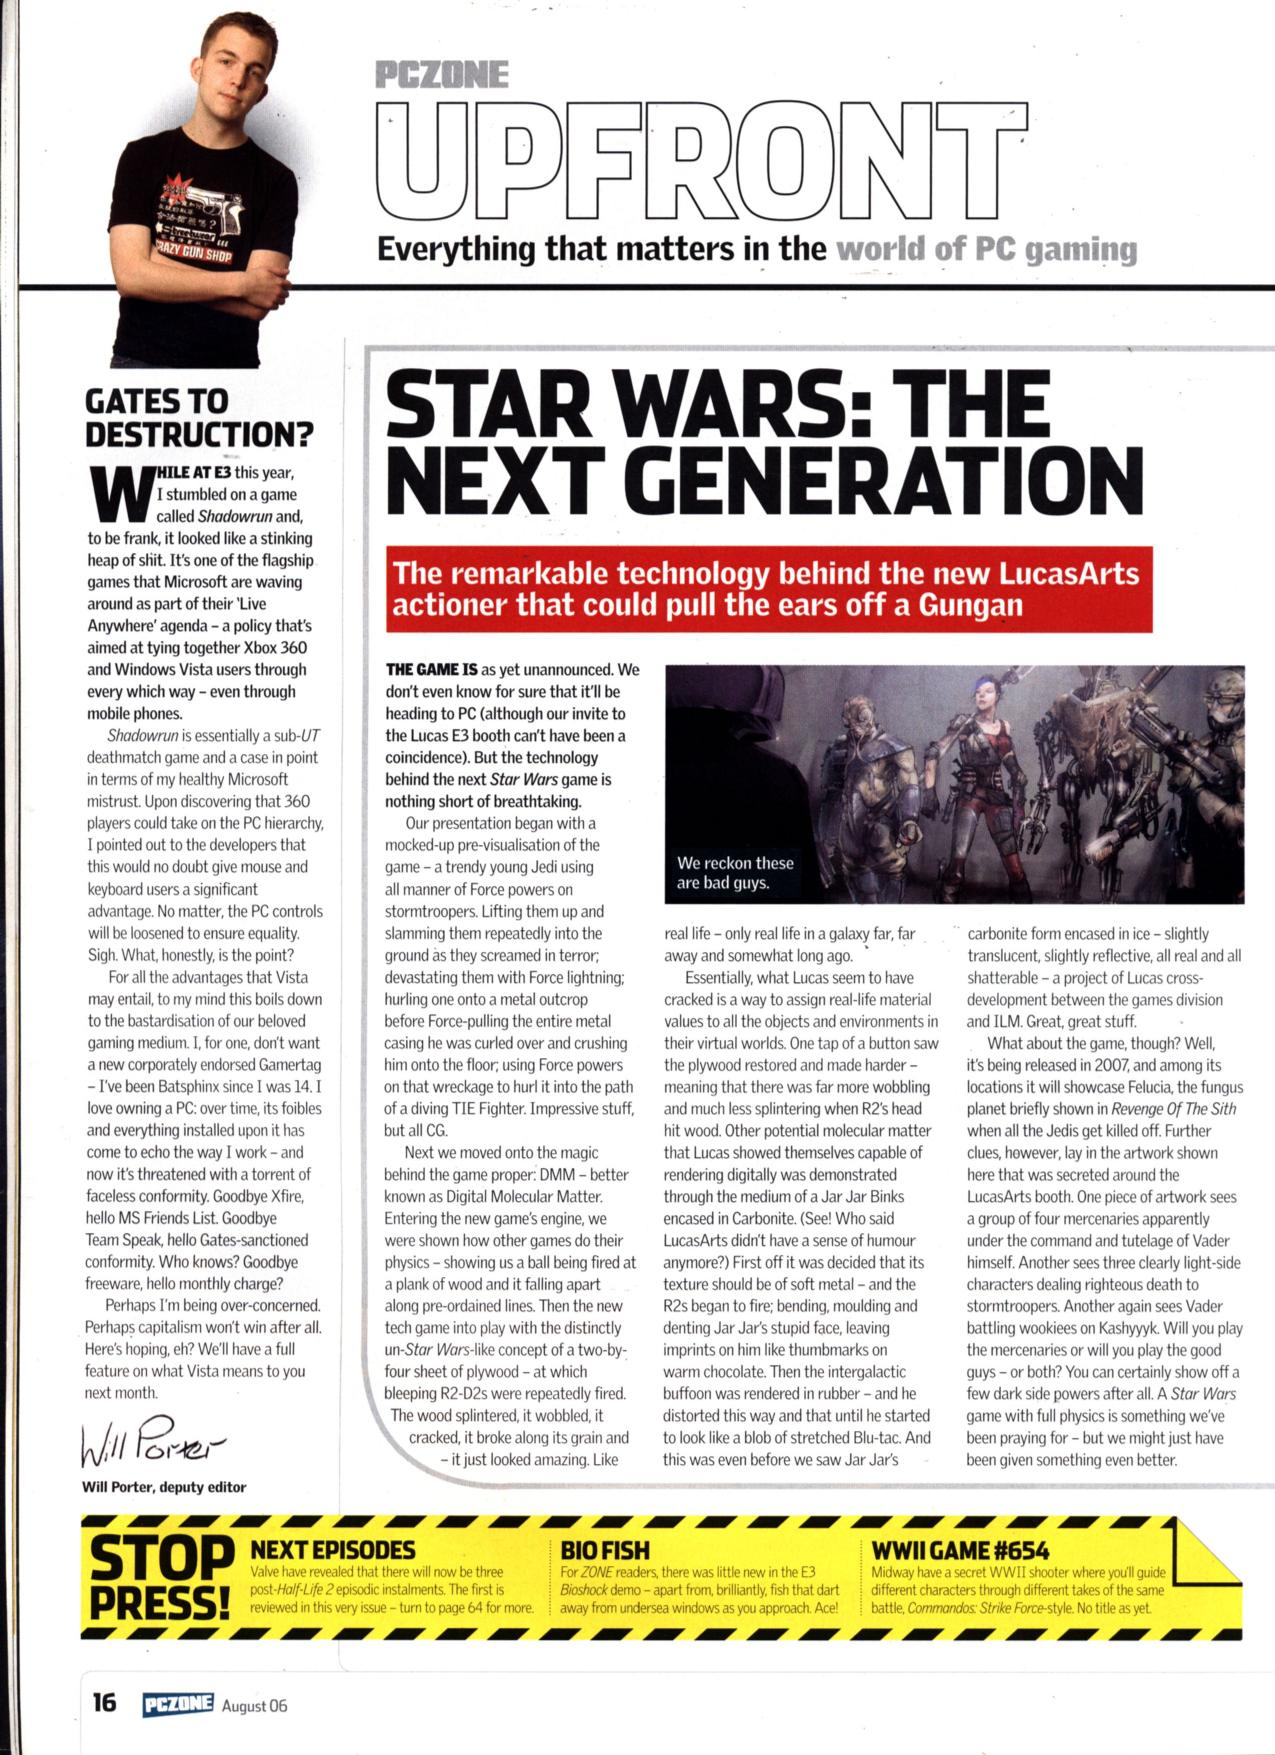 PCZONE
UPFRONT
Everything that matters in the world of PC gaming
Streetwear
CRAZY GUN SHOP
GATES TO
DESTRUCTION?
WHILE AT E3 this year,
I stumbled on a game
called Shadowrun and,
to be frank, it looked like a stinking
heap of shit. It's one of the flagship
games that Microsoft are waving
around as part of their 'Live
Anywhere' agenda – a policy that's
aimed at tying together Xbox 360
and Windows Vista users through
every which way – even through
mobile phones.
Shadowrun is essentially a sub-UT
deathmatch game and a case in point
in terms of my healthy Microsoft
mistrust. Upon discovering that 360
players could take on the PC hierarchy,
I pointed out to the developers that
this would no doubt give mouse and
keyboard users a significant
advantage. No matter, the PC controls
will be loosened to ensure equality.
Sigh. What, honestly, is the point?
For all the advantages that Vista
may entail, to my mind this boils down
to the bastardisation of our beloved
gaming medium. I, for one, don't want
a new corporately endorsed Gamertag
– I've been Batsphinx since I was 14. I
love owning a PC: over time, its foibles
and everything installed upon it has
come to echo the way I work – and
now it's threatened with a torrent of
faceless conformity. Goodbye Xfire,
hello MS Friends List. Goodbye
Team Speak, hello Gates-sanctioned
conformity. Who knows? Goodbye
freeware, hello monthly charge?
Perhaps I'm being over-concerned.
Perhaps capitalism won't win after all.
Here's hoping, eh? We'll have a full
feature on what Vista means to you
next month.
Will Porter
Will Porter, deputy editor
STAR WARS: THE
NEXT GENERATION
The remarkable technology behind the new LucasArts
actioner that could pull the ears off a Gungan
THE GAME IS as yet unannounced. We
don't even know for sure that it'll be
heading to PC (although our invite to
the Lucas E3 booth can't have been a
coincidence). But the technology
behind the next Star Wars game is
nothing short of breathtaking.
Our presentation began with a
mocked-up pre-visualisation of the
game – a trendy young Jedi using
all manner of Force powers on
stormtroopers. Lifting them up and
slamming them repeatedly into the
ground as they screamed in terror;
devastating them with Force lightning;
hurling one onto a metal outcrop
before Force-pulling the entire metal
casing he was curled over and crushing
him onto the floor; using Force powers
on that wreckage to hurl it into the path
of a diving TIE Fighter. Impressive stuff,
but all CG.
Next we moved onto the magic
behind the game proper: DMM – better
known as Digital Molecular Matter.
Entering the new game's engine, we
were shown how other games do their
physics – showing us a ball being fired at
a plank of wood and it falling apart
along pre-ordained lines. Then the new
tech game into play with the distinctly
un-Star Wars-like concept of a two-by-
four sheet of plywood – at which
bleeping R2-D2s were repeatedly fired.
The wood splintered, it wobbled, it
cracked, it broke along its grain and
– it just looked amazing. Like
We reckon these
are bad guys.
real life – only real life in a galaxy far, far
away and somewhat long ago.
Essentially, what Lucas seem to have
cracked is a way to assign real-life material
values to all the objects and environments in
their virtual worlds. One tap of a button saw
the plywood restored and made harder –
meaning that there was far more wobbling
and much less splintering when R2's head
hit wood. Other potential molecular matter
that Lucas showed themselves capable of
rendering digitally was demonstrated
through the medium of a Jar Jar Binks
encased in Carbonite. (See! Who said
LucasArts didn't have a sense of humour
anymore?) First off it was decided that its
texture should be of soft metal – and the
R2s began to fire; bending, moulding and
denting Jar Jar's stupid face, leaving
imprints on him like thumbmarks on
warm chocolate. Then the intergalactic
buffoon was rendered in rubber – and he
distorted this way and that until he started
to look like a blob of stretched Blu-tac. And
this was even before we saw Jar Jar's
carbonite form encased in ice – slightly
translucent, slightly reflective, all real and all
shatterable – a project of Lucas cross-
development between the games division
and ILM. Great, great stuff.
What about the game, though? Well,
it's being released in 2007, and among its
locations it will showcase Felucia, the fungus
planet briefly shown in Revenge Of The Sith
when all the Jedis get killed off. Further
clues, however, lay in the artwork shown
here that was secreted around the
LucasArts booth. One piece of artwork sees
a group of four mercenaries apparently
under the command and tutelage of Vader
himself. Another sees three clearly light-side
characters dealing righteous death to
stormtroopers. Another again sees Vader
battling wookiees on Kashyyyk. Will you play
the mercenaries or will you play the good
guys – or both? You can certainly show off a
few dark side powers after all. A Star Wars
game with full physics is something we've
been praying for – but we might just have
been given something even better.
STOP
PRESS!
NEXT EPISODES
Valve have revealed that there will now be three
post-Half-Life 2 episodic instalments. The first is
reviewed in this very issue – turn to page 64 for more.
BIO FISH
For ZONE readers, there was little new in the E3
Bioshock demo – apart from, brilliantly, fish that dart
away from undersea windows as you approach. Ace!
WWII GAME #654
Midway have a secret WWII shooter where you'll guide
different characters through different takes of the same
battle, Commandos: Strike Force-style. No title as yet.
16 PCZONE August 06